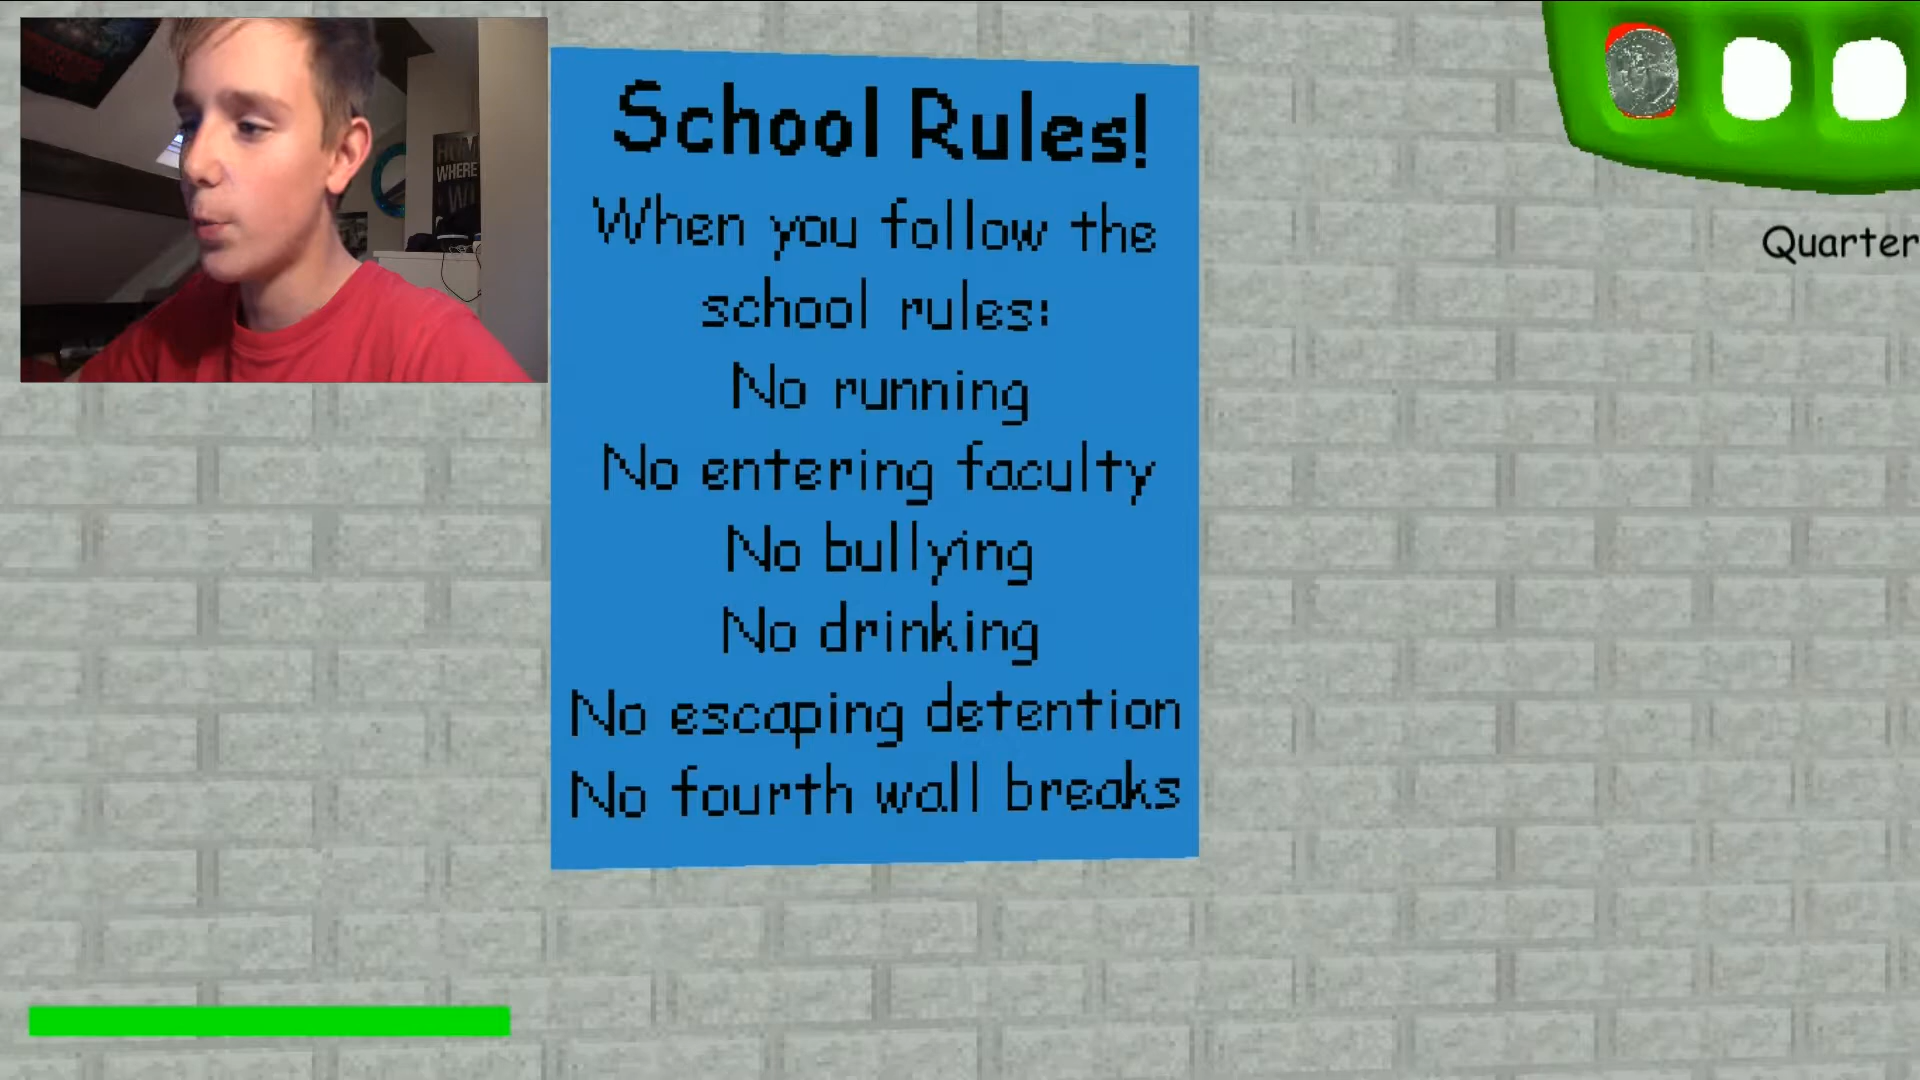 School Rules!
When you follow the
school rules:
No running
No entering faculty
No bullying
No drinking
No escaping detention
No fourth wall breaks
Quarter
WHERE